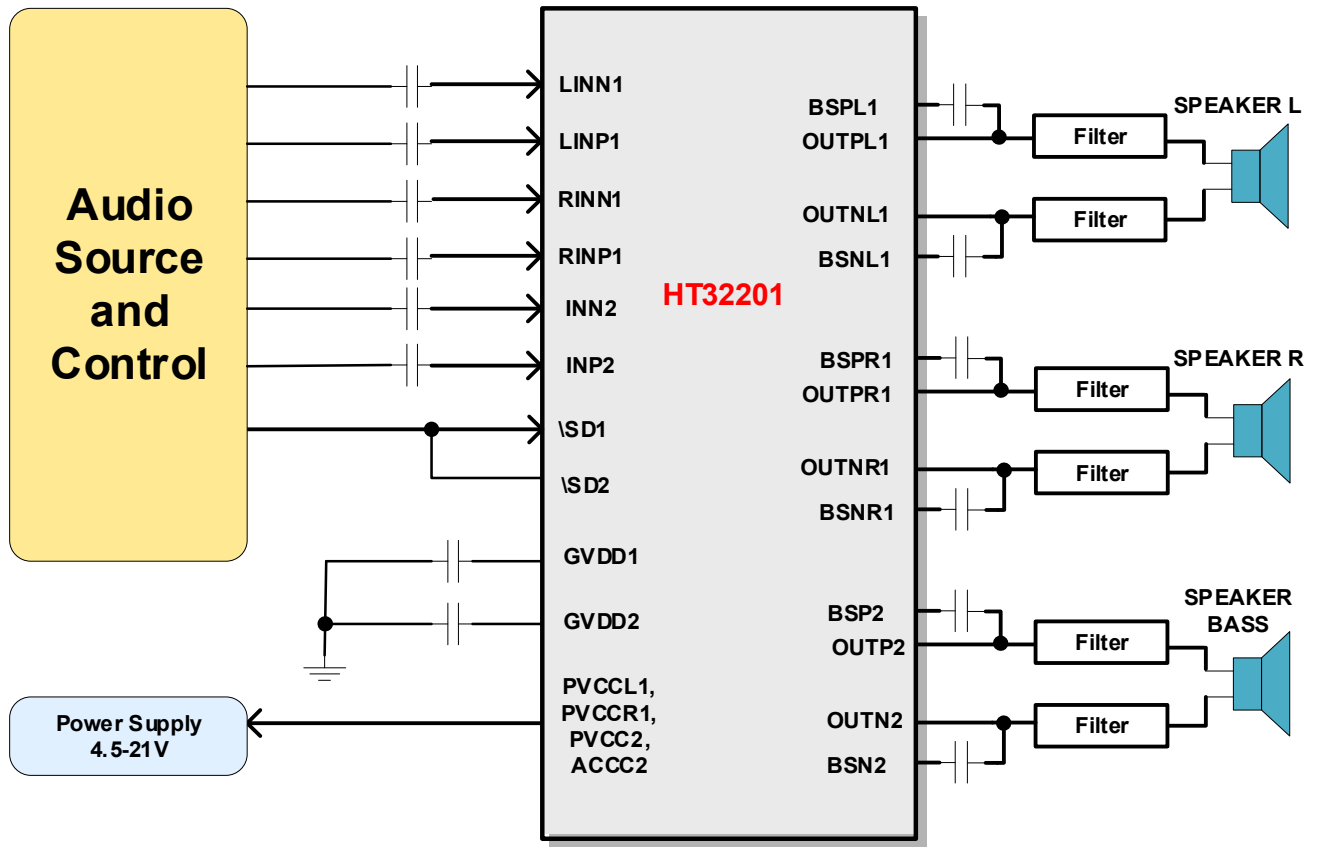 Audio
Source
and
Control
Power Supply
4.5-21V
LINN1
LINP1
RINN1
RINP1
INN2
INP2
\SD1
\SD2
GVDD1
GVDD2
PVCCL1,
PVCCR1,
PVCC2,
ACCC2
HT32201
BSPL1
OUTPL1
OUTNL1
BSNL1
BSPR1
OUTPR1
OUTNR1
BSNR1
BSP2
OUTP2
OUTN2
BSN2
Filter
Filter
SPEAKER L
Filter
Filter
SPEAKER R
Filter
Filter
SPEAKER
BASS